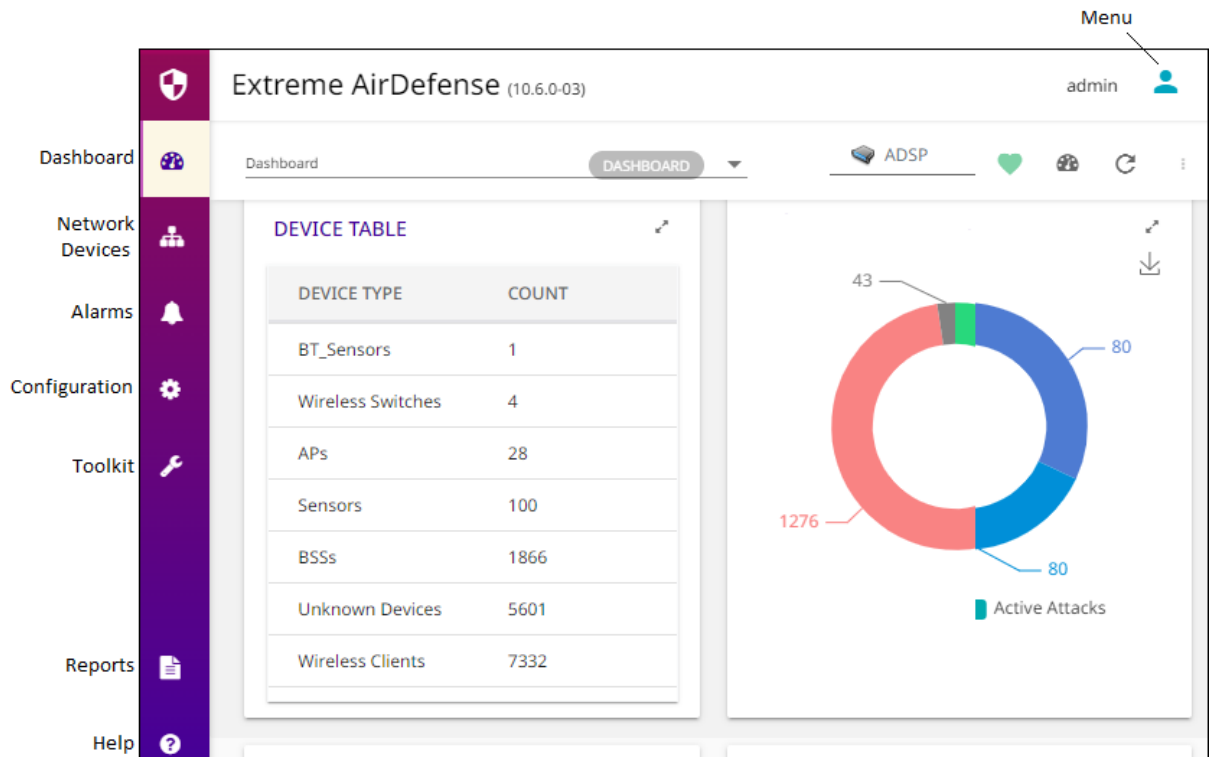 Menu
Extreme AirDefense (10.6.0-03)
admin
Dashboard
Dashboard
DASHBOARD
ADSP
Network
Devices
Alarms
Configuration
Toolkit
Reports
Help
DEVICE TABLE
DEVICE TYPE COUNT
BT_Sensors 1
Wireless Switches 4
APs 28
Sensors 100
BSSs 1866
Unknown Devices 5601
Wireless Clients 7332
43
80
1276
80
Active Attacks